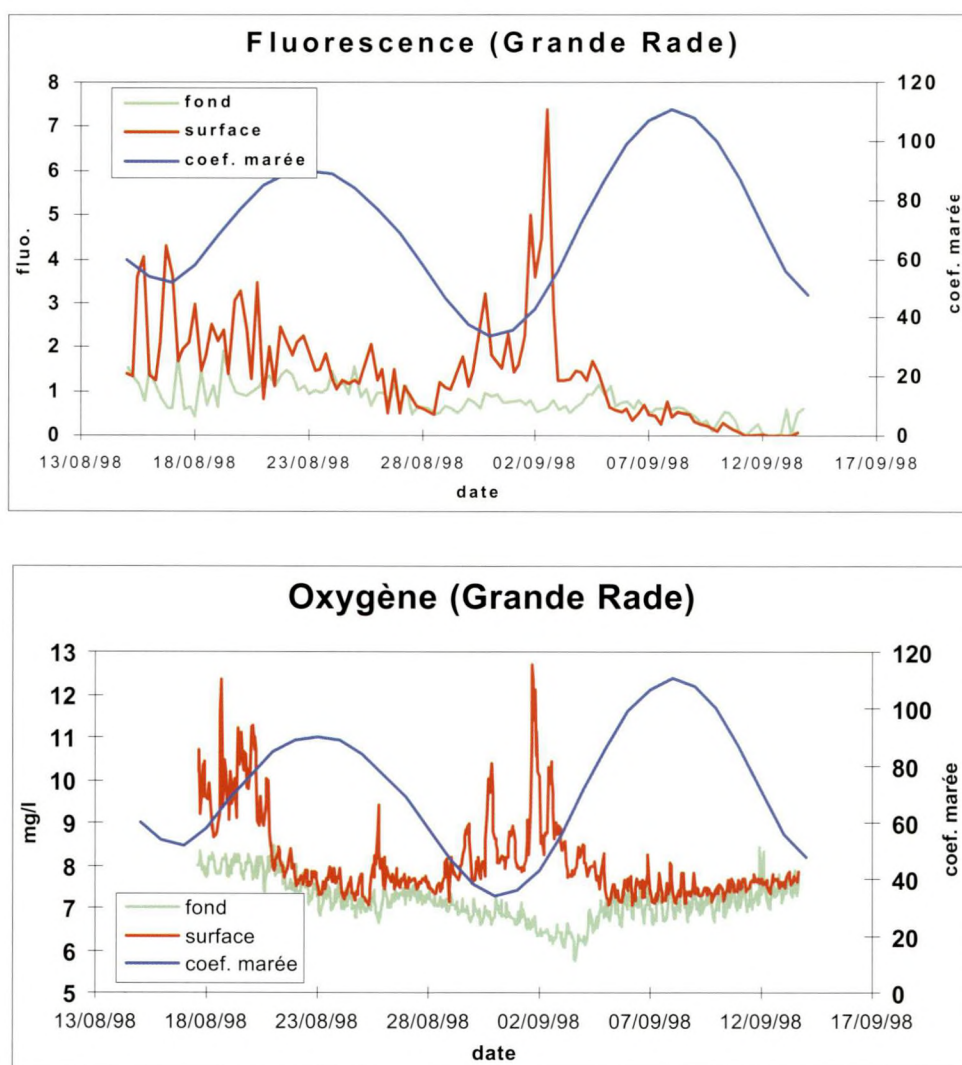 Fluorescence (Grande Rade)
fluo.
8
7
6
5
4
3
2
1
0
fond
surface
coef. marée
120
100
80
60
40
20
0
coef. marée
13/08/98 18/08/98 23/08/98 28/08/98 02/09/98 07/09/98 12/09/98 17/09/98
date
Oxygène (Grande Rade)
mg/l
13
12
11
10
9
8
7
6
5
fond
surface
coef. marée
120
100
80
60
40
20
0
coef. marée
13/08/98 18/08/98 23/08/98 28/08/98 02/09/98 07/09/98 12/09/98 17/09/98
date